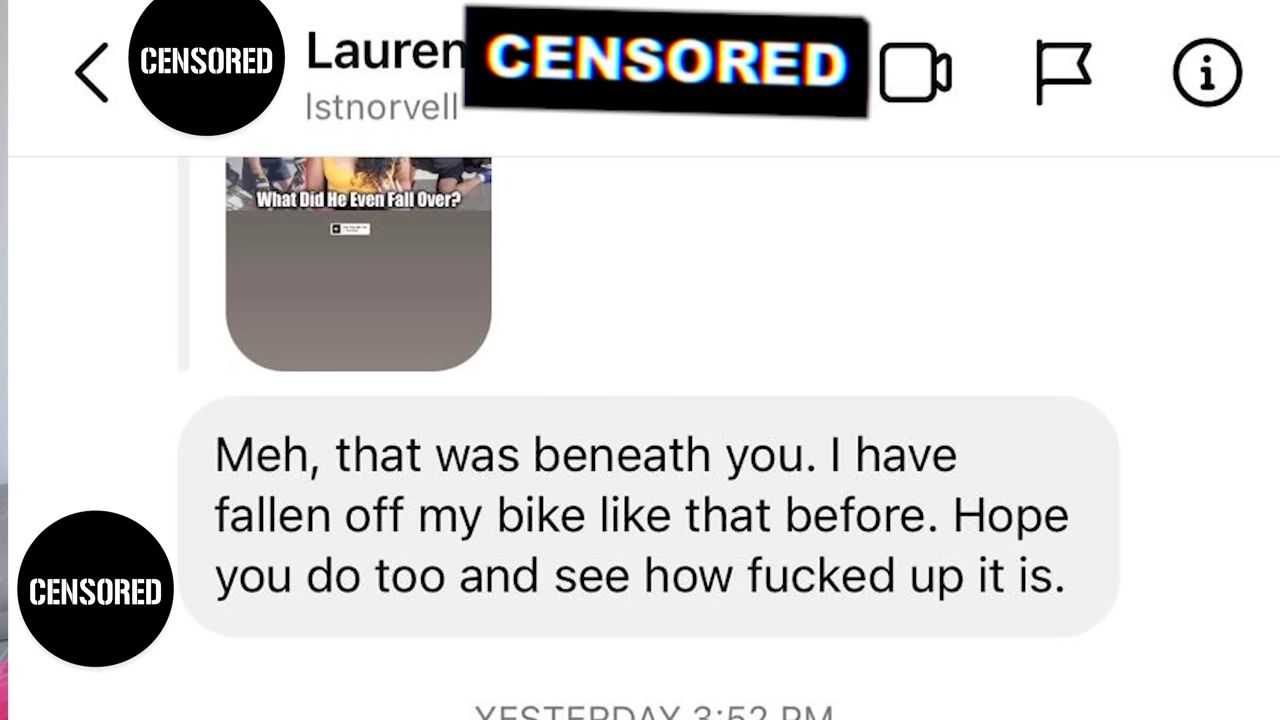 CENSORED
Lauren
CENSORED
lstnorvell
What Did He Even Fall Over?
Meh, that was beneath you. I have
fallen off my bike like that before. Hope
you do too and see how fucked up it is.
CENSORED
YESTERDAY 3:52 PM